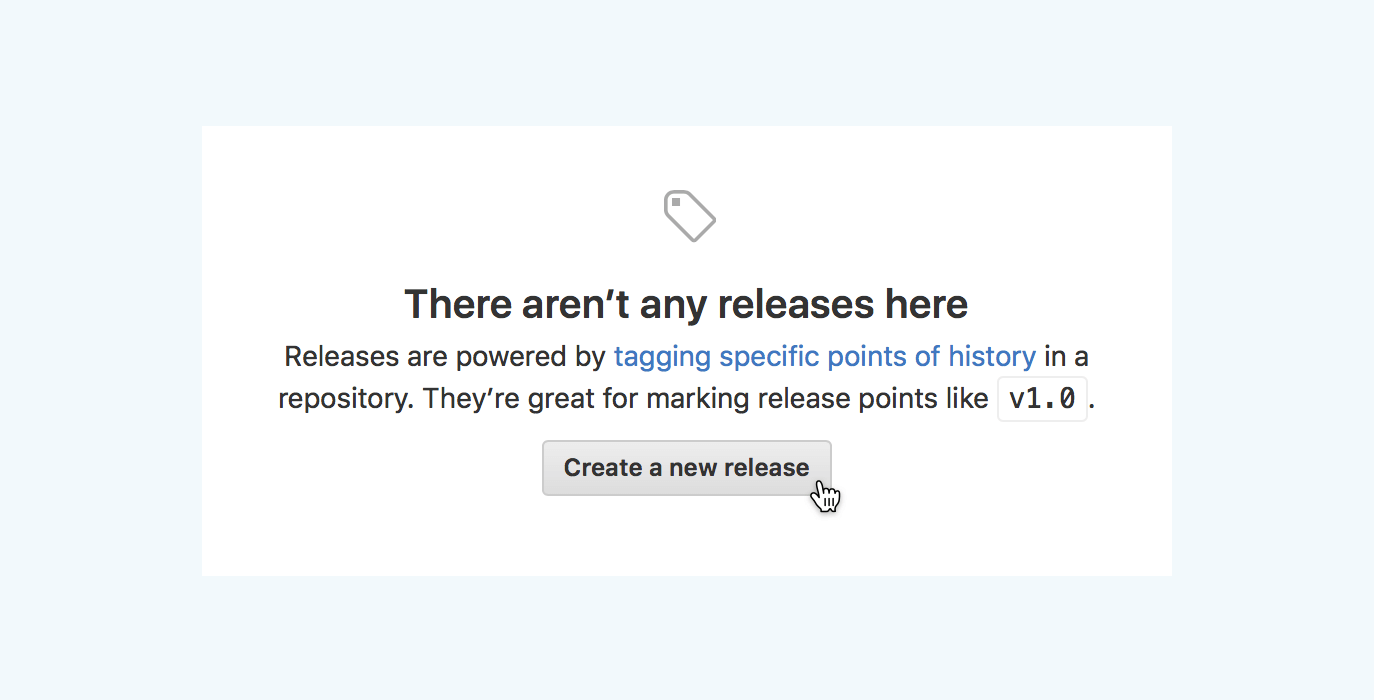 There aren’t any releases here
Releases are powered by tagging specific points of history in a
repository. They’re great for marking release points like v1.0 .
Create a new release